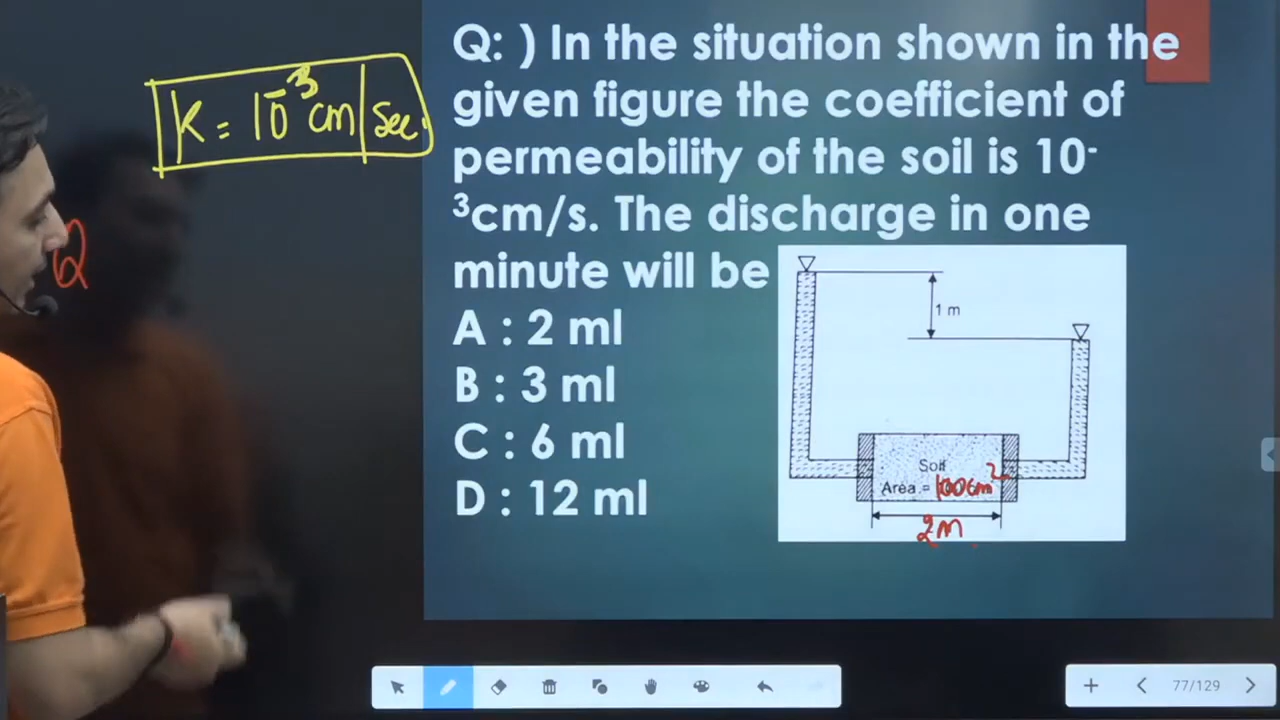 K = 10⁻³ cm/sec.
Q
Q: ) In the situation shown in the
given figure the coefficient of
permeability of the soil is 10⁻
³cm/s. The discharge in one
minute will be
A : 2 ml
B : 3 ml
C : 6 ml
D : 12 ml
1 m
Soil
Area = 100cm²
2m
77/129